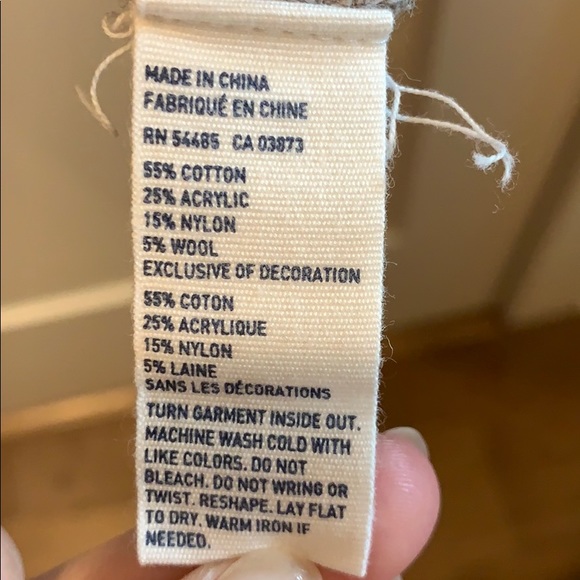 MADE IN CHINA
FABRIQUÉ EN CHINE
RN 54485 CA 03873
55% COTTON
25% ACRYLIC
15% NYLON
5% WOOL
EXCLUSIVE OF DECORATION
55% COTON
25% ACRYLIQUE
15% NYLON
5% LAINE
SANS LES DÉCORATIONS
TURN GARMENT INSIDE OUT.
MACHINE WASH COLD WITH
LIKE COLORS. DO NOT
BLEACH. DO NOT WRING OR
TWIST. RESHAPE. LAY FLAT
TO DRY. WARM IRON IF
NEEDED.